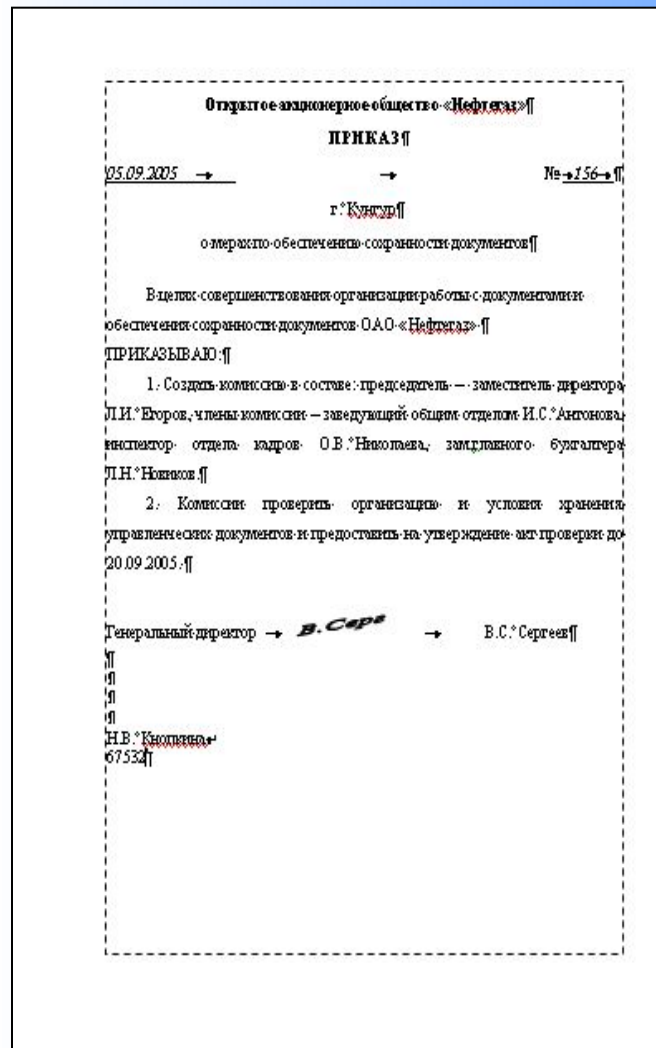 Открытое акционерное общество «Нефтегаз»
ПРИКАЗ
05.09.2005 № 156
г. Кунгур
о мерах по обеспечению сохранности документов
В целях совершенствования организации работы с документами и
обеспечения сохранности документов ОАО «Нефтегаз»
ПРИКАЗЫВАЮ:
1. Создать комиссию в составе: председатель – заместитель директора
Л.И. Егоров, члены комиссии – заведующий общим отделом И.С. Антонова,
инспектор отдела кадров О.В. Николаева, зам.главного бухгалтера
Л.Н. Новиков.
2. Комиссии проверить организацию и условия хранения
управленческих документов и предоставить на утверждение акт проверки до
20.09.2005.
Генеральный директор В.Серг В.С. Сергеев
Н.В. Кнопкина
67532